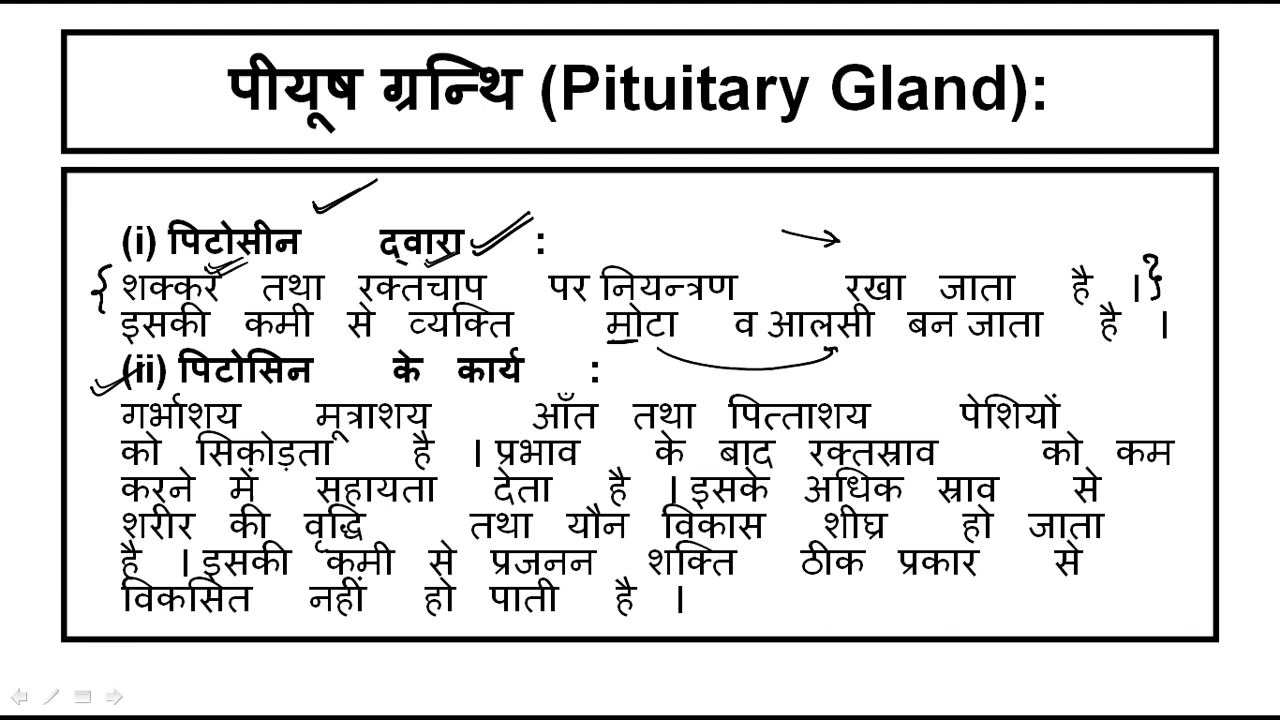 पीयूष ग्रन्थि (Pituitary Gland):
(i) पिटोसीन द्वारा :
शक्कर तथा रक्तचाप पर नियन्त्रण रखा जाता है ।
इसकी कमी से व्यक्ति मोटा व आलसी बन जाता है ।
(ii) पिटोसिन के कार्य :
गर्भाशय मूत्राशय आँत तथा पित्ताशय पेशियों
को सिकोड़ता है । प्रभाव के बाद रक्तस्राव को कम
करने में सहायता देता है । इसके अधिक स्राव से
शरीर की वृद्धि तथा यौन विकास शीघ्र हो जाता
है । इसकी कमी से प्रजनन शक्ति ठीक प्रकार से
विकसित नहीं हो पाती है ।